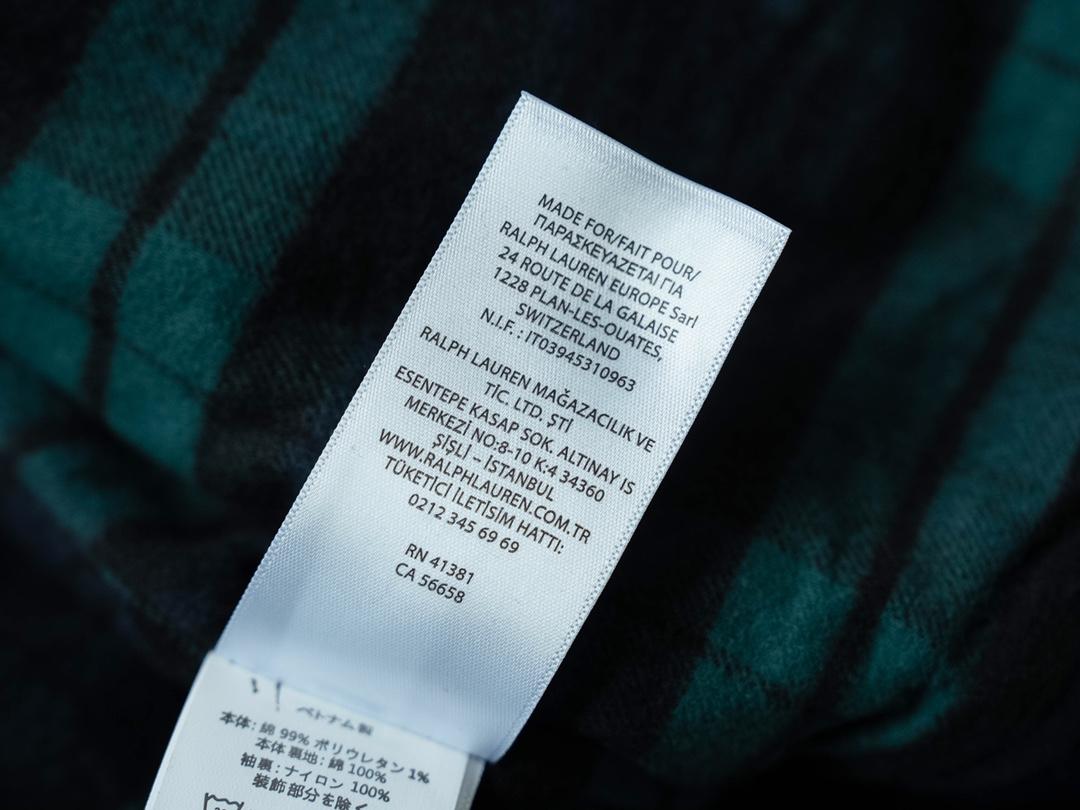 MADE FOR/FAIT POUR/
ΠΑΡΑΣΚΕΥΑΖΕΤΑΙ ΓΙΑ
RALPH LAUREN EUROPE Sarl
24 ROUTE DE LA GALAISE
1228 PLAN-LES-OUATES,
SWITZERLAND
N.I.F. : IT03945310963
RALPH LAUREN MAĞAZACILIK VE
TİC. LTD. ŞTİ
ESENTEPE KASAP SOK. ALTINAY IS
MERKEZİ NO:8-10 K:4 34360
ŞİŞLİ – İSTANBUL
WWW.RALPHLAUREN.COM.TR
TÜKETİCİ İLETİSİM HATTI:
0212 345 69 69
RN 41381
CA 56658
ベトナム製
本体: 綿 99% ポリウレタン 1%
本体裏地: 綿 100%
袖裏: ナイロン 100%
装飾部分を除く